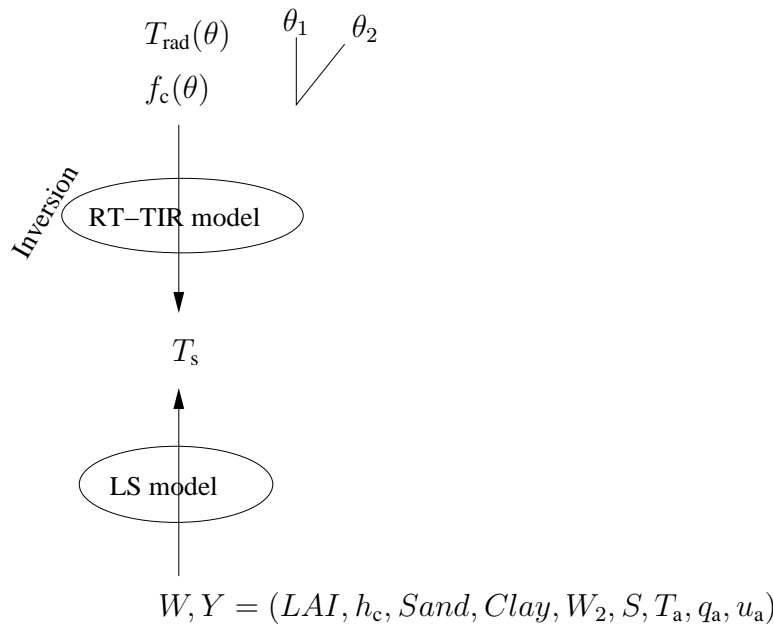 T_rad(θ)
θ_1 θ_2
f_c(θ)
Inversion
RT–TIR model
T_s
LS model
W, Y = (LAI, h_c, Sand, Clay, W_2, S, T_a, q_a, u_a)